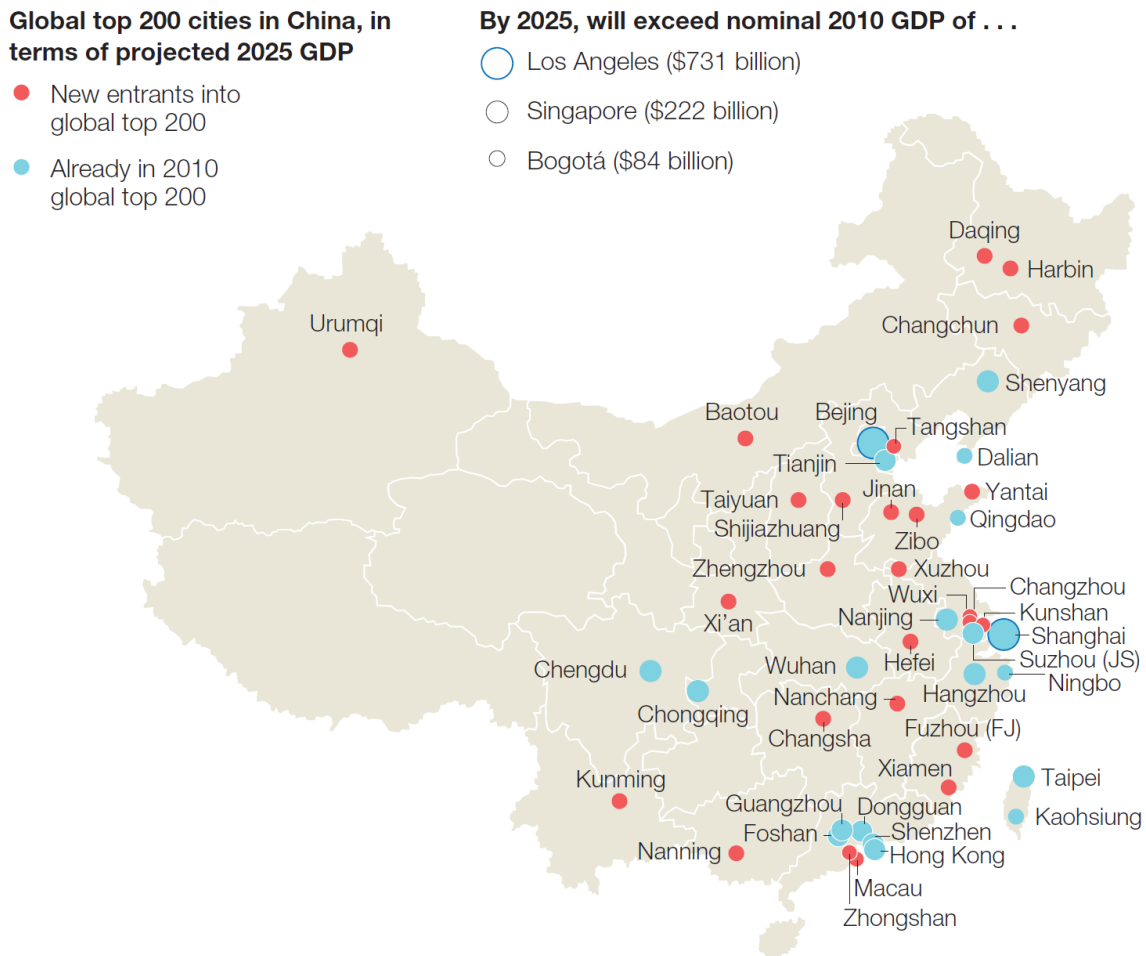 Global top 200 cities in China, in
terms of projected 2025 GDP
New entrants into
global top 200
Already in 2010
global top 200
By 2025, will exceed nominal 2010 GDP of . . .
Los Angeles ($731 billion)
Singapore ($222 billion)
Bogotá ($84 billion)
Daqing
Harbin
Urumqi
Changchun
Shenyang
Baotou
Bejing
Tangshan
Tianjin
Dalian
Taiyuan
Jinan
Yantai
Shijiazhuang
Qingdao
Zibo
Zhengzhou
Xuzhou
Changzhou
Wuxi
Kunshan
Nanjing
Xi'an
Shanghai
Hefei
Suzhou (JS)
Chengdu
Wuhan
Ningbo
Hangzhou
Nanchang
Chongqing
Fuzhou (FJ)
Changsha
Xiamen
Taipei
Kunming
Guangzhou
Dongguan
Kaohsiung
Foshan
Shenzhen
Nanning
Hong Kong
Macau
Zhongshan